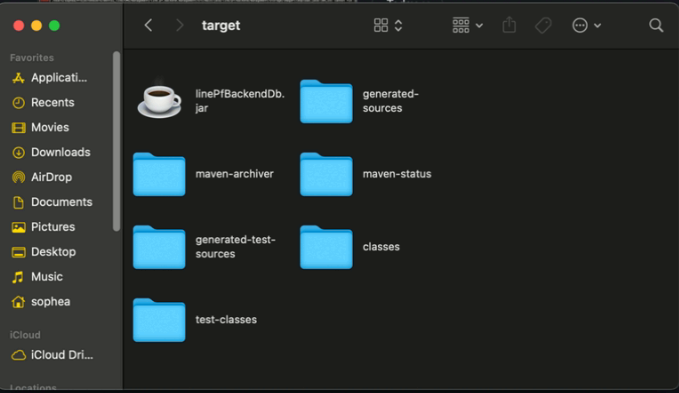 target
Favorites
Applicati...
Recents
Movies
Downloads
AirDrop
Documents
Pictures
Desktop
Music
sophea
iCloud
iCloud Dri...
Locations
linePfBackendDb.
jar
generated-
sources
maven-archiver
maven-status
generated-test-
sources
classes
test-classes